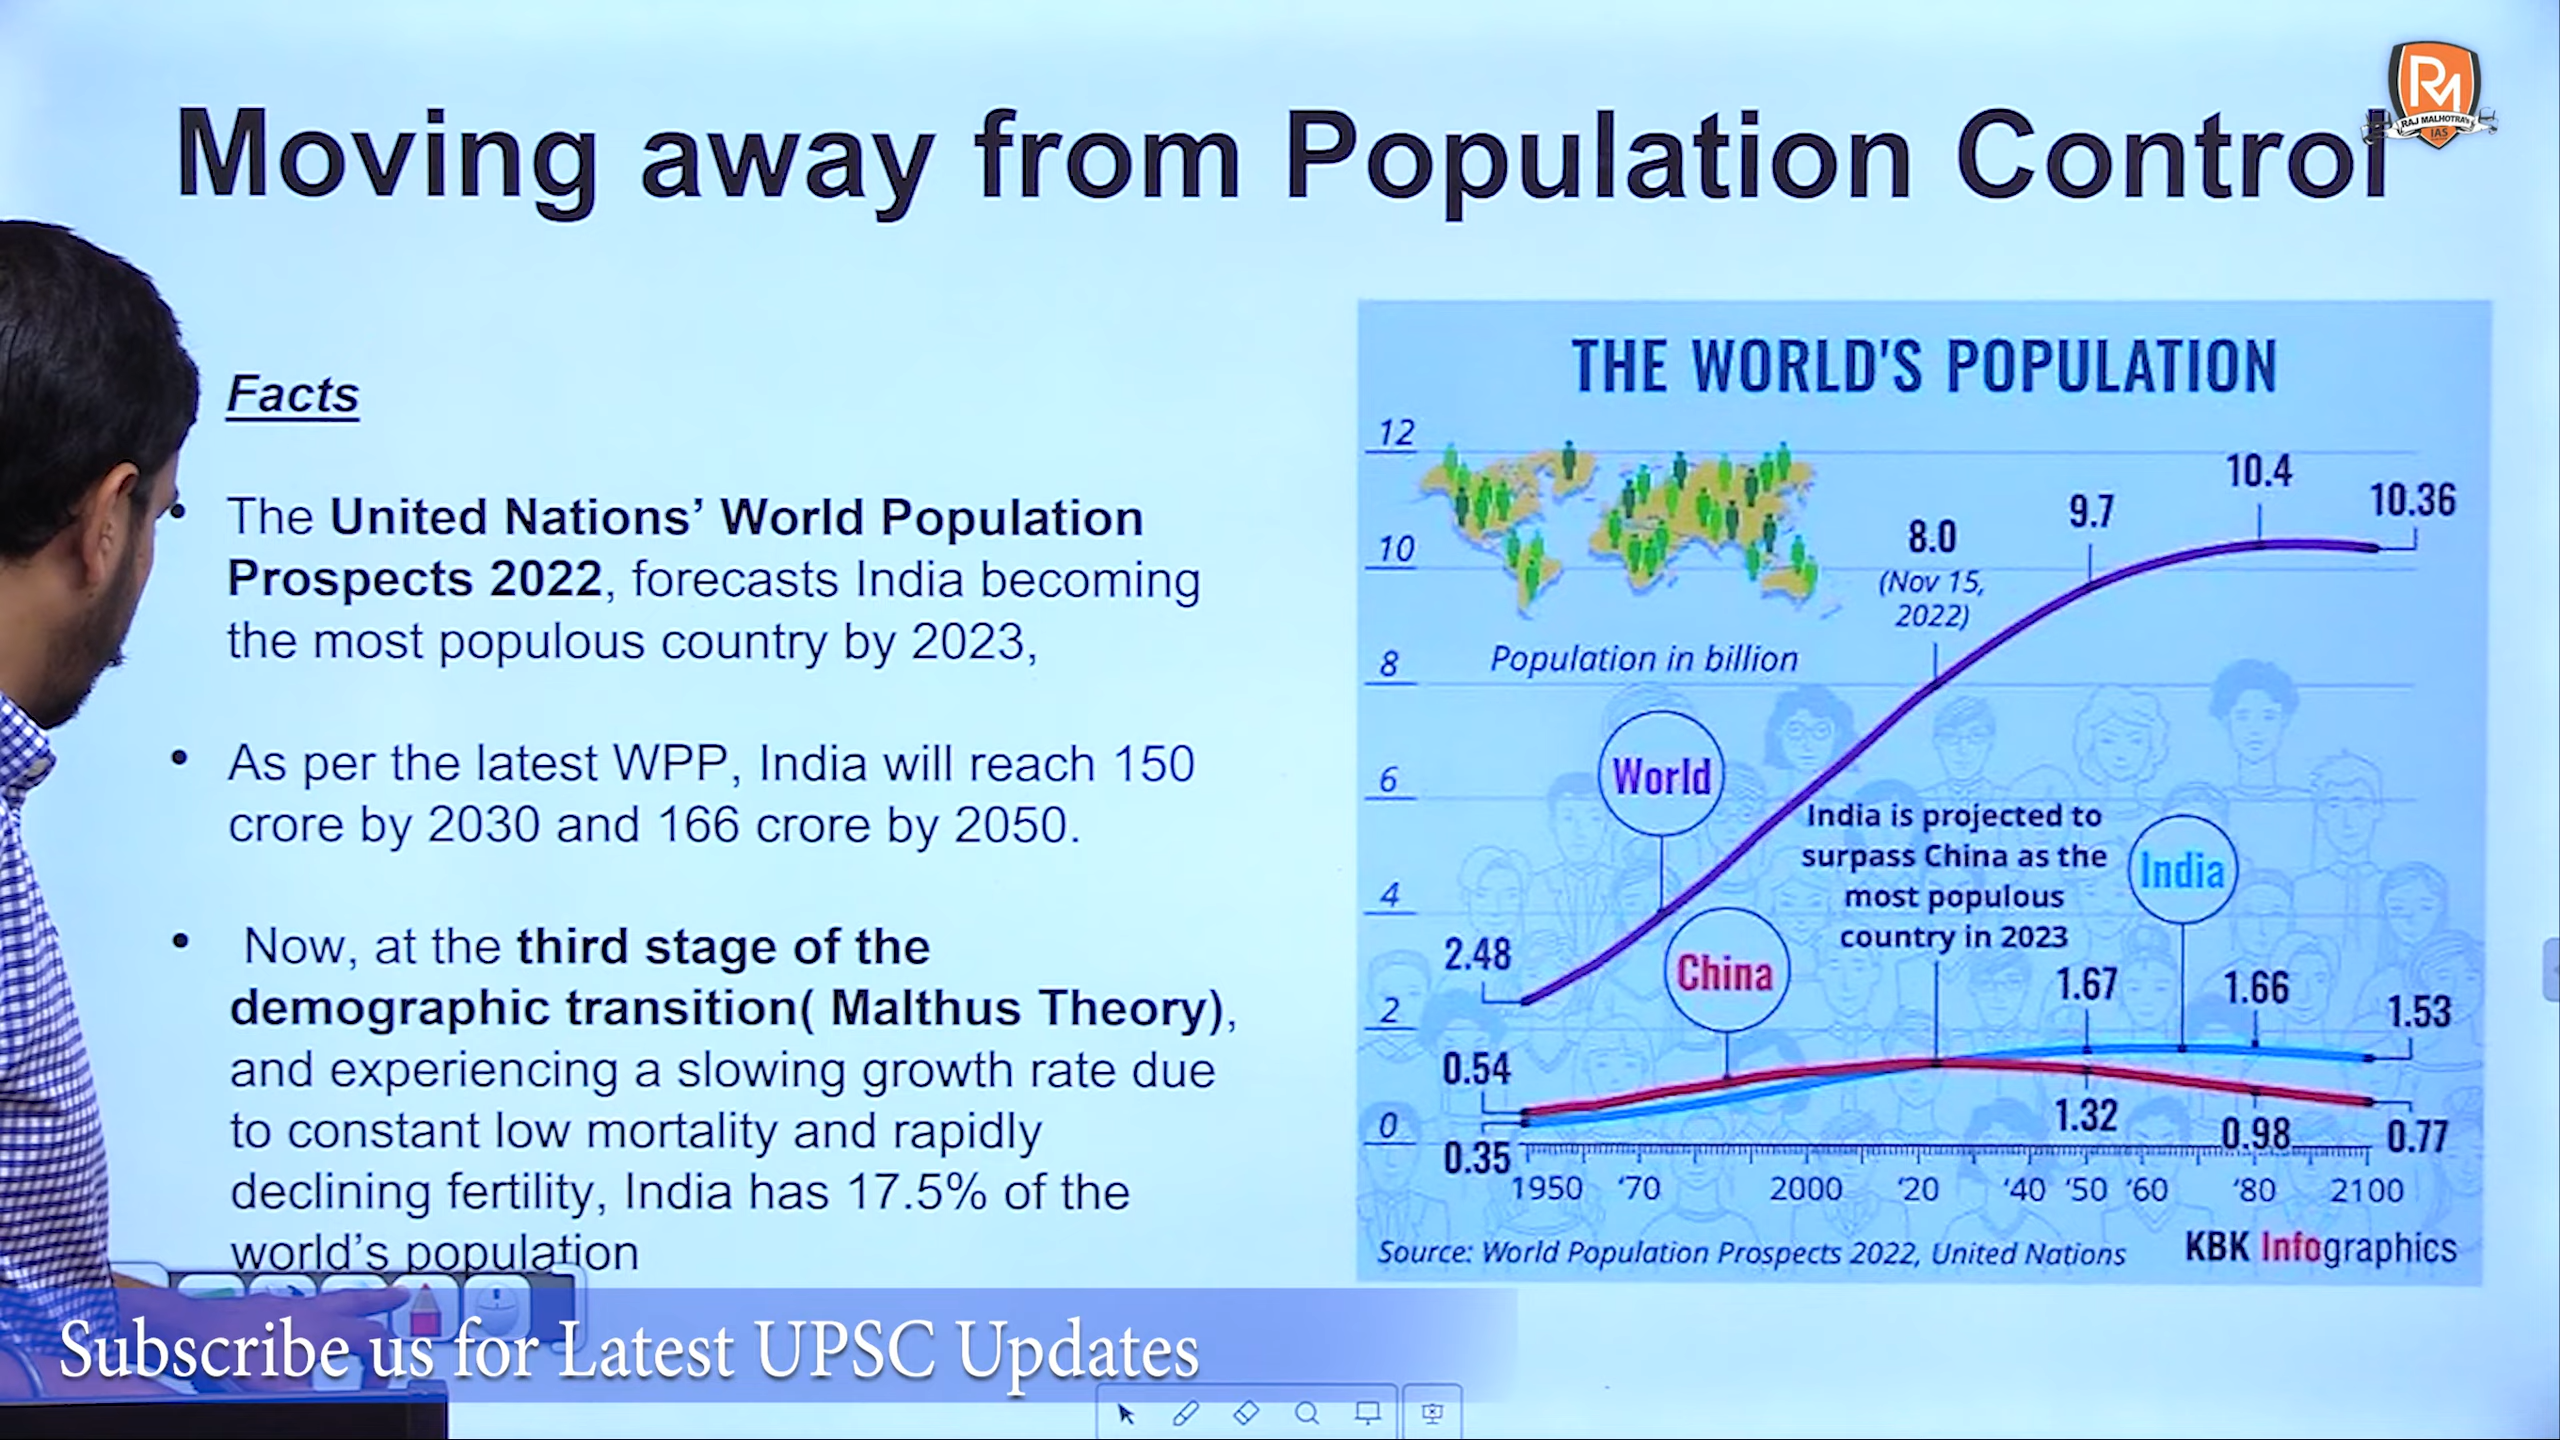 Moving away from Population Control
RM
RAJ MALHOTRA'S
IAS
Facts
• The United Nations’ World Population
Prospects 2022, forecasts India becoming
the most populous country by 2023,
• As per the latest WPP, India will reach 150
crore by 2030 and 166 crore by 2050.
• Now, at the third stage of the
demographic transition( Malthus Theory),
and experiencing a slowing growth rate due
to constant low mortality and rapidly
declining fertility, India has 17.5% of the
world’s population
THE WORLD'S POPULATION
12
10
8
6
4
2
0
Population in billion
2.48
8.0
(Nov 15,
2022)
9.7
10.4
10.36
World
China
India is projected to
surpass China as the
most populous
country in 2023
India
0.54
0.35
1.67
1.66
1.53
1.32
0.98
0.77
1950 ‘70 2000 ‘20 ‘40 ‘50 ‘60 ‘80 2100
Source: World Population Prospects 2022, United Nations
KBK Infographics
Subscribe us for Latest UPSC Updates